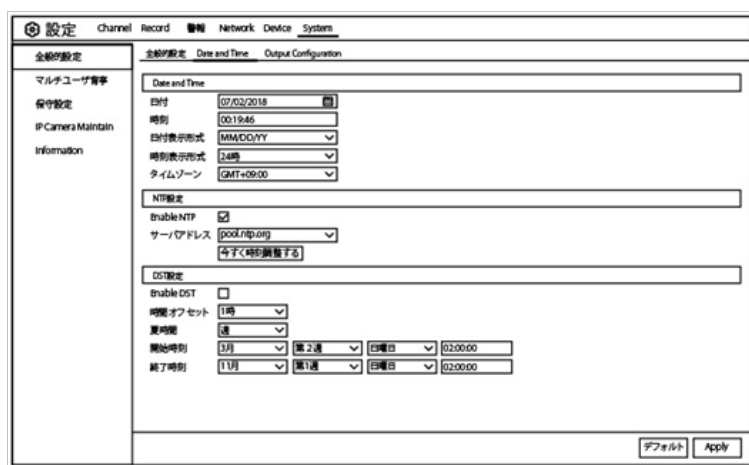 設定 Channel Record 警報 Network Device System
全般的設定
マルチユーザ
保守設定
IP Camera Maintain
Information
全般的設定 Date and Time Output Configuration
Date and Time
日付 07/02/2018
時刻 00:19:46
日付表示形式 MM/DD/YY
時刻表示形式 24時
タイムゾーン GMT+09:00
NTP設定
Enable NTP
サーバアドレス pool.ntp.org
今すぐ時刻調整する
DST設定
Enable DST
時間オフセット 1時
夏時間 週
開始時刻 3月 第2週 日曜日 02:00:00
終了時刻 11月 第1週 日曜日 02:00:00
デフォルト Apply